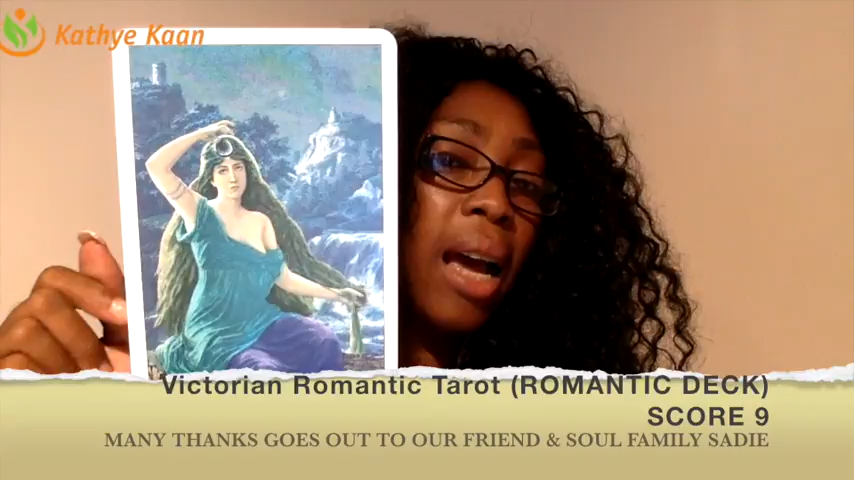 Kathye Kaan
Victorian Romantic Tarot (ROMANTIC DECK)
SCORE 9
MANY THANKS GOES OUT TO OUR FRIEND & SOUL FAMILY SADIE